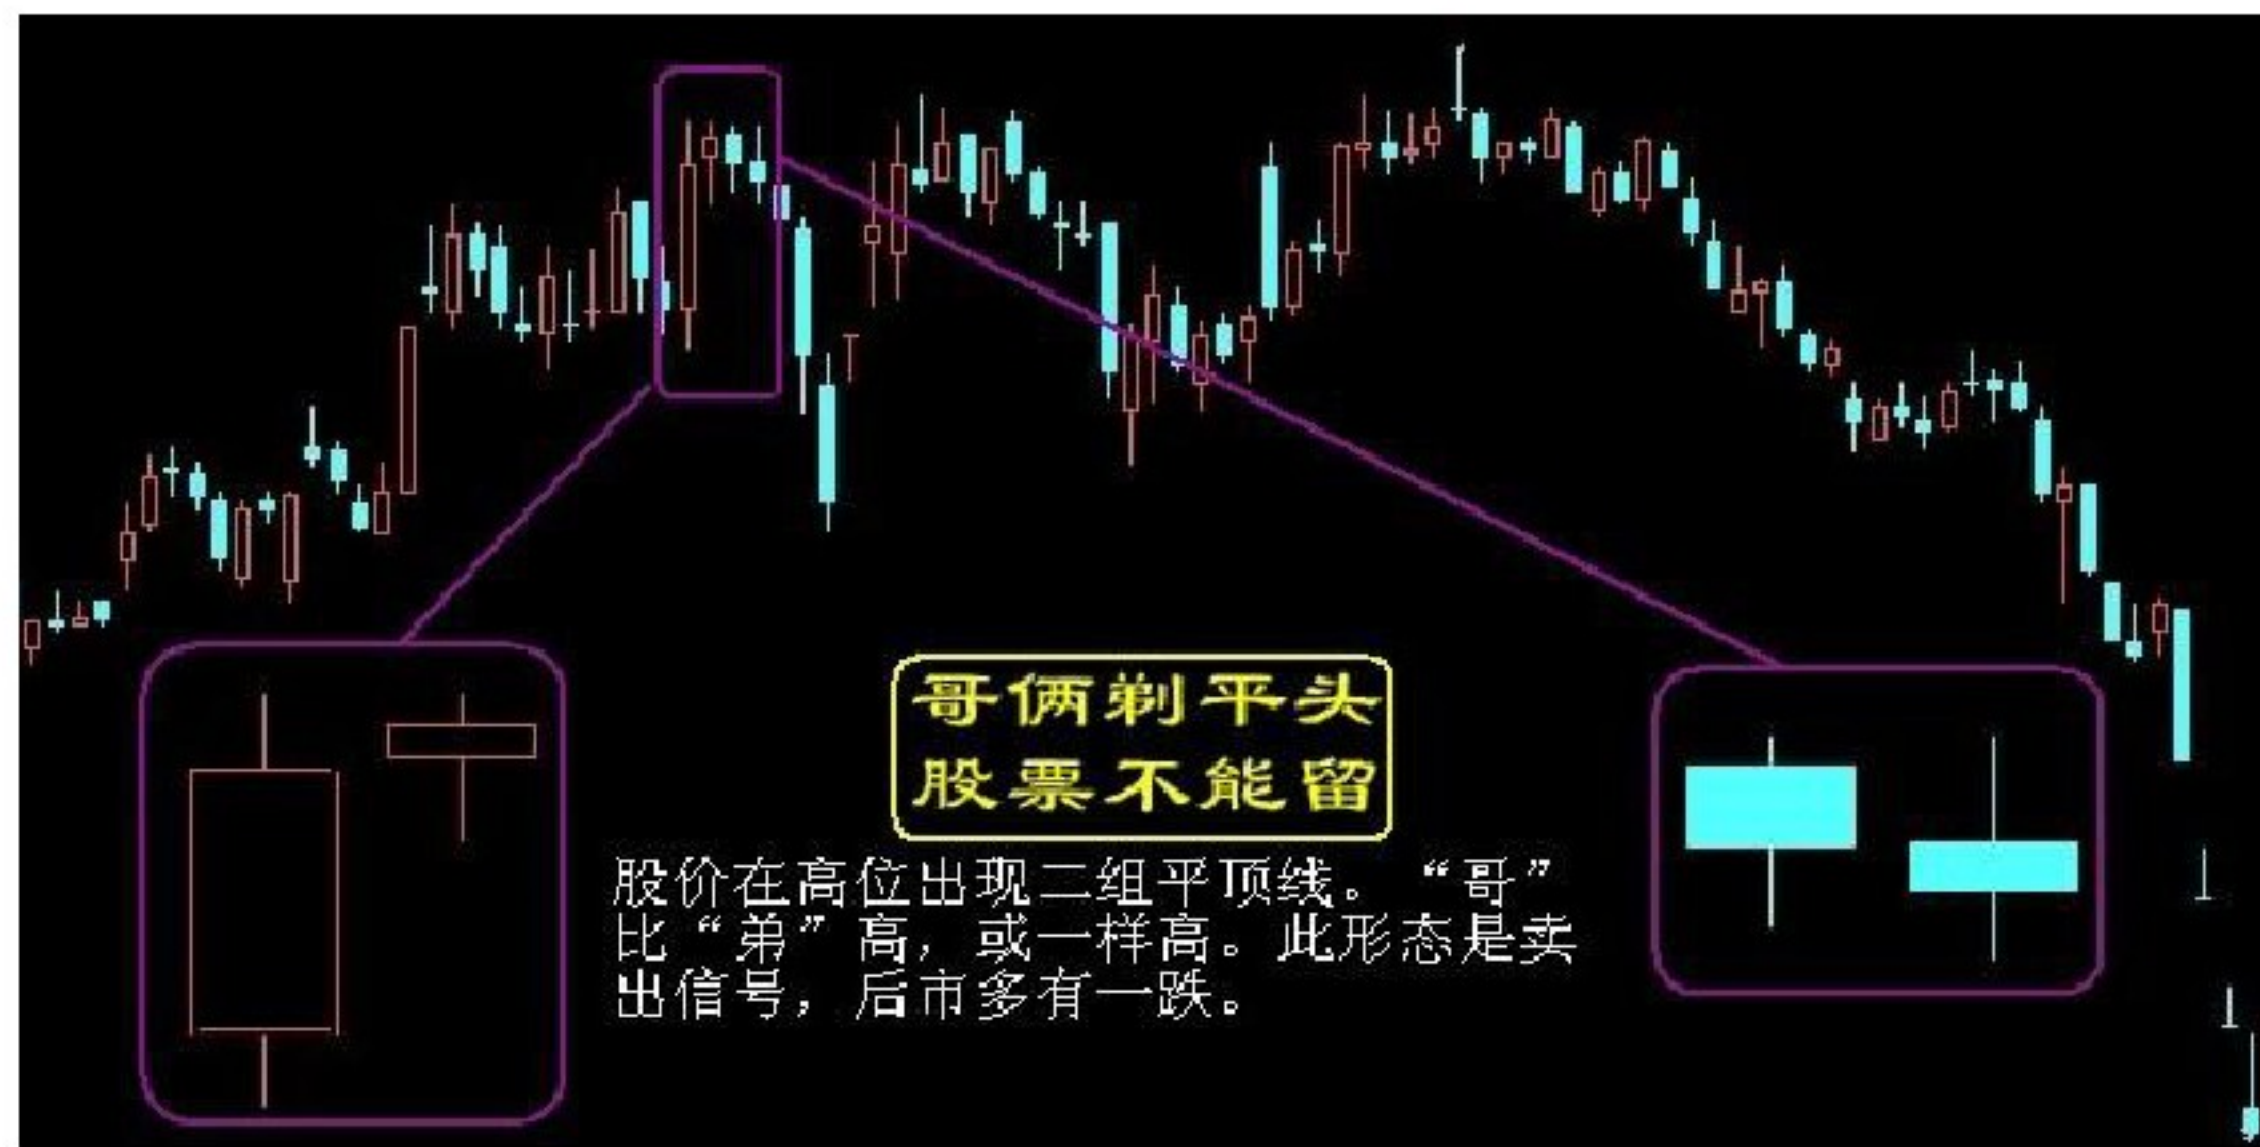 哥俩剃平头
股票不能留
股价在高位出现二组平顶线。“哥”
比“弟”高，或一样高。此形态是卖
出信号，后市多有一跌。